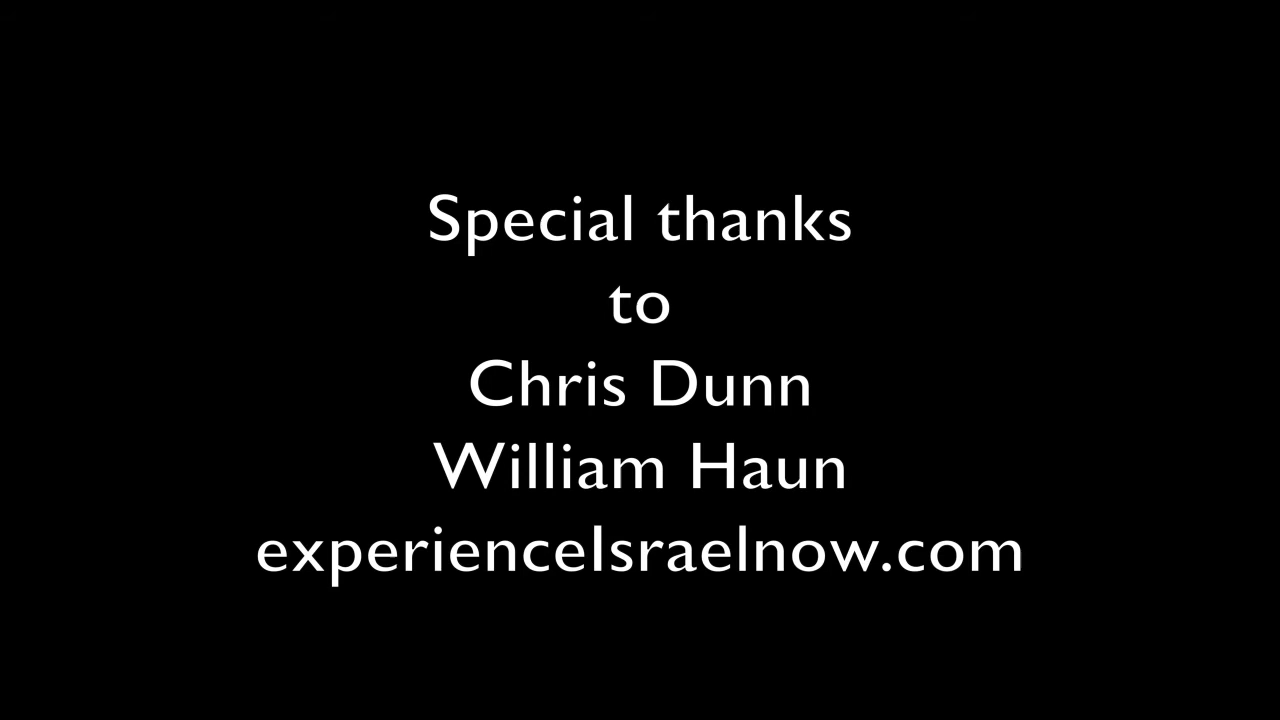 Special thanks
to
Chris Dunn
William Haun
experienceIsraelnow.com